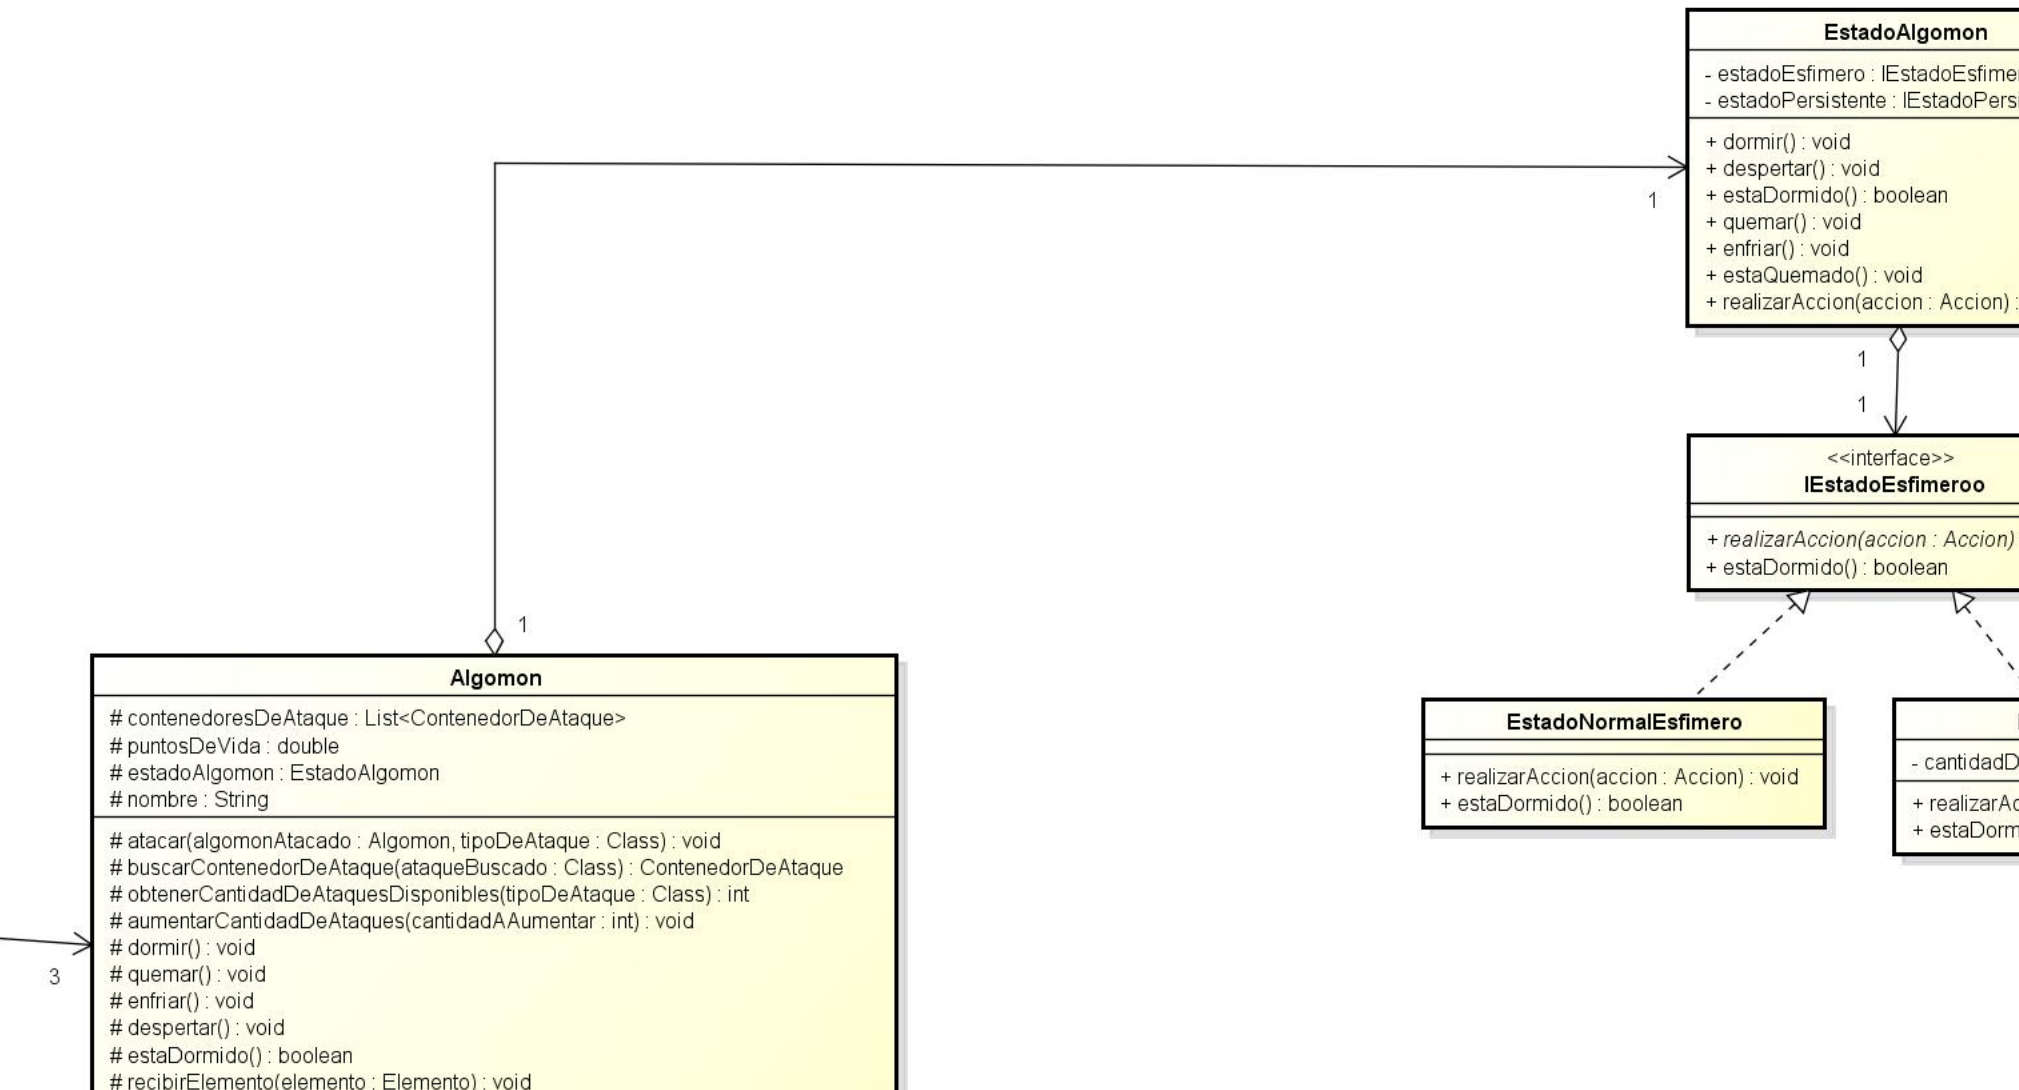 EstadoAlgomon
- estadoEsfimero : IEstadoEsfime
- estadoPersistente : IEstadoPers
+ dormir() : void
+ despertar() : void
+ estaDormido() : boolean
+ quemar() : void
+ enfriar() : void
+ estaQuemado() : void
+ realizarAccion(accion : Accion) :
1
1
1
<<interface>>
IEstadoEsfimeroo
+ realizarAccion(accion : Accion)
+ estaDormido() : boolean
1
Algomon
# contenedoresDeAtaque : List<ContenedorDeAtaque>
# puntosDeVida : double
# estadoAlgomon : EstadoAlgomon
# nombre : String
# atacar(algomonAtacado : Algomon, tipoDeAtaque : Class) : void
# buscarContenedorDeAtaque(ataqueBuscado : Class) : ContenedorDeAtaque
# obtenerCantidadDeAtaquesDisponibles(tipoDeAtaque : Class) : int
# aumentarCantidadDeAtaques(cantidadAAumentar : int) : void
# dormir() : void
# quemar() : void
# enfriar() : void
# despertar() : void
# estaDormido() : boolean
# recibirElemento(elemento : Elemento) : void
3
EstadoNormalEsfimero
+ realizarAccion(accion : Accion) : void
+ estaDormido() : boolean
- cantidadD
+ realizarAc
+ estaDorm